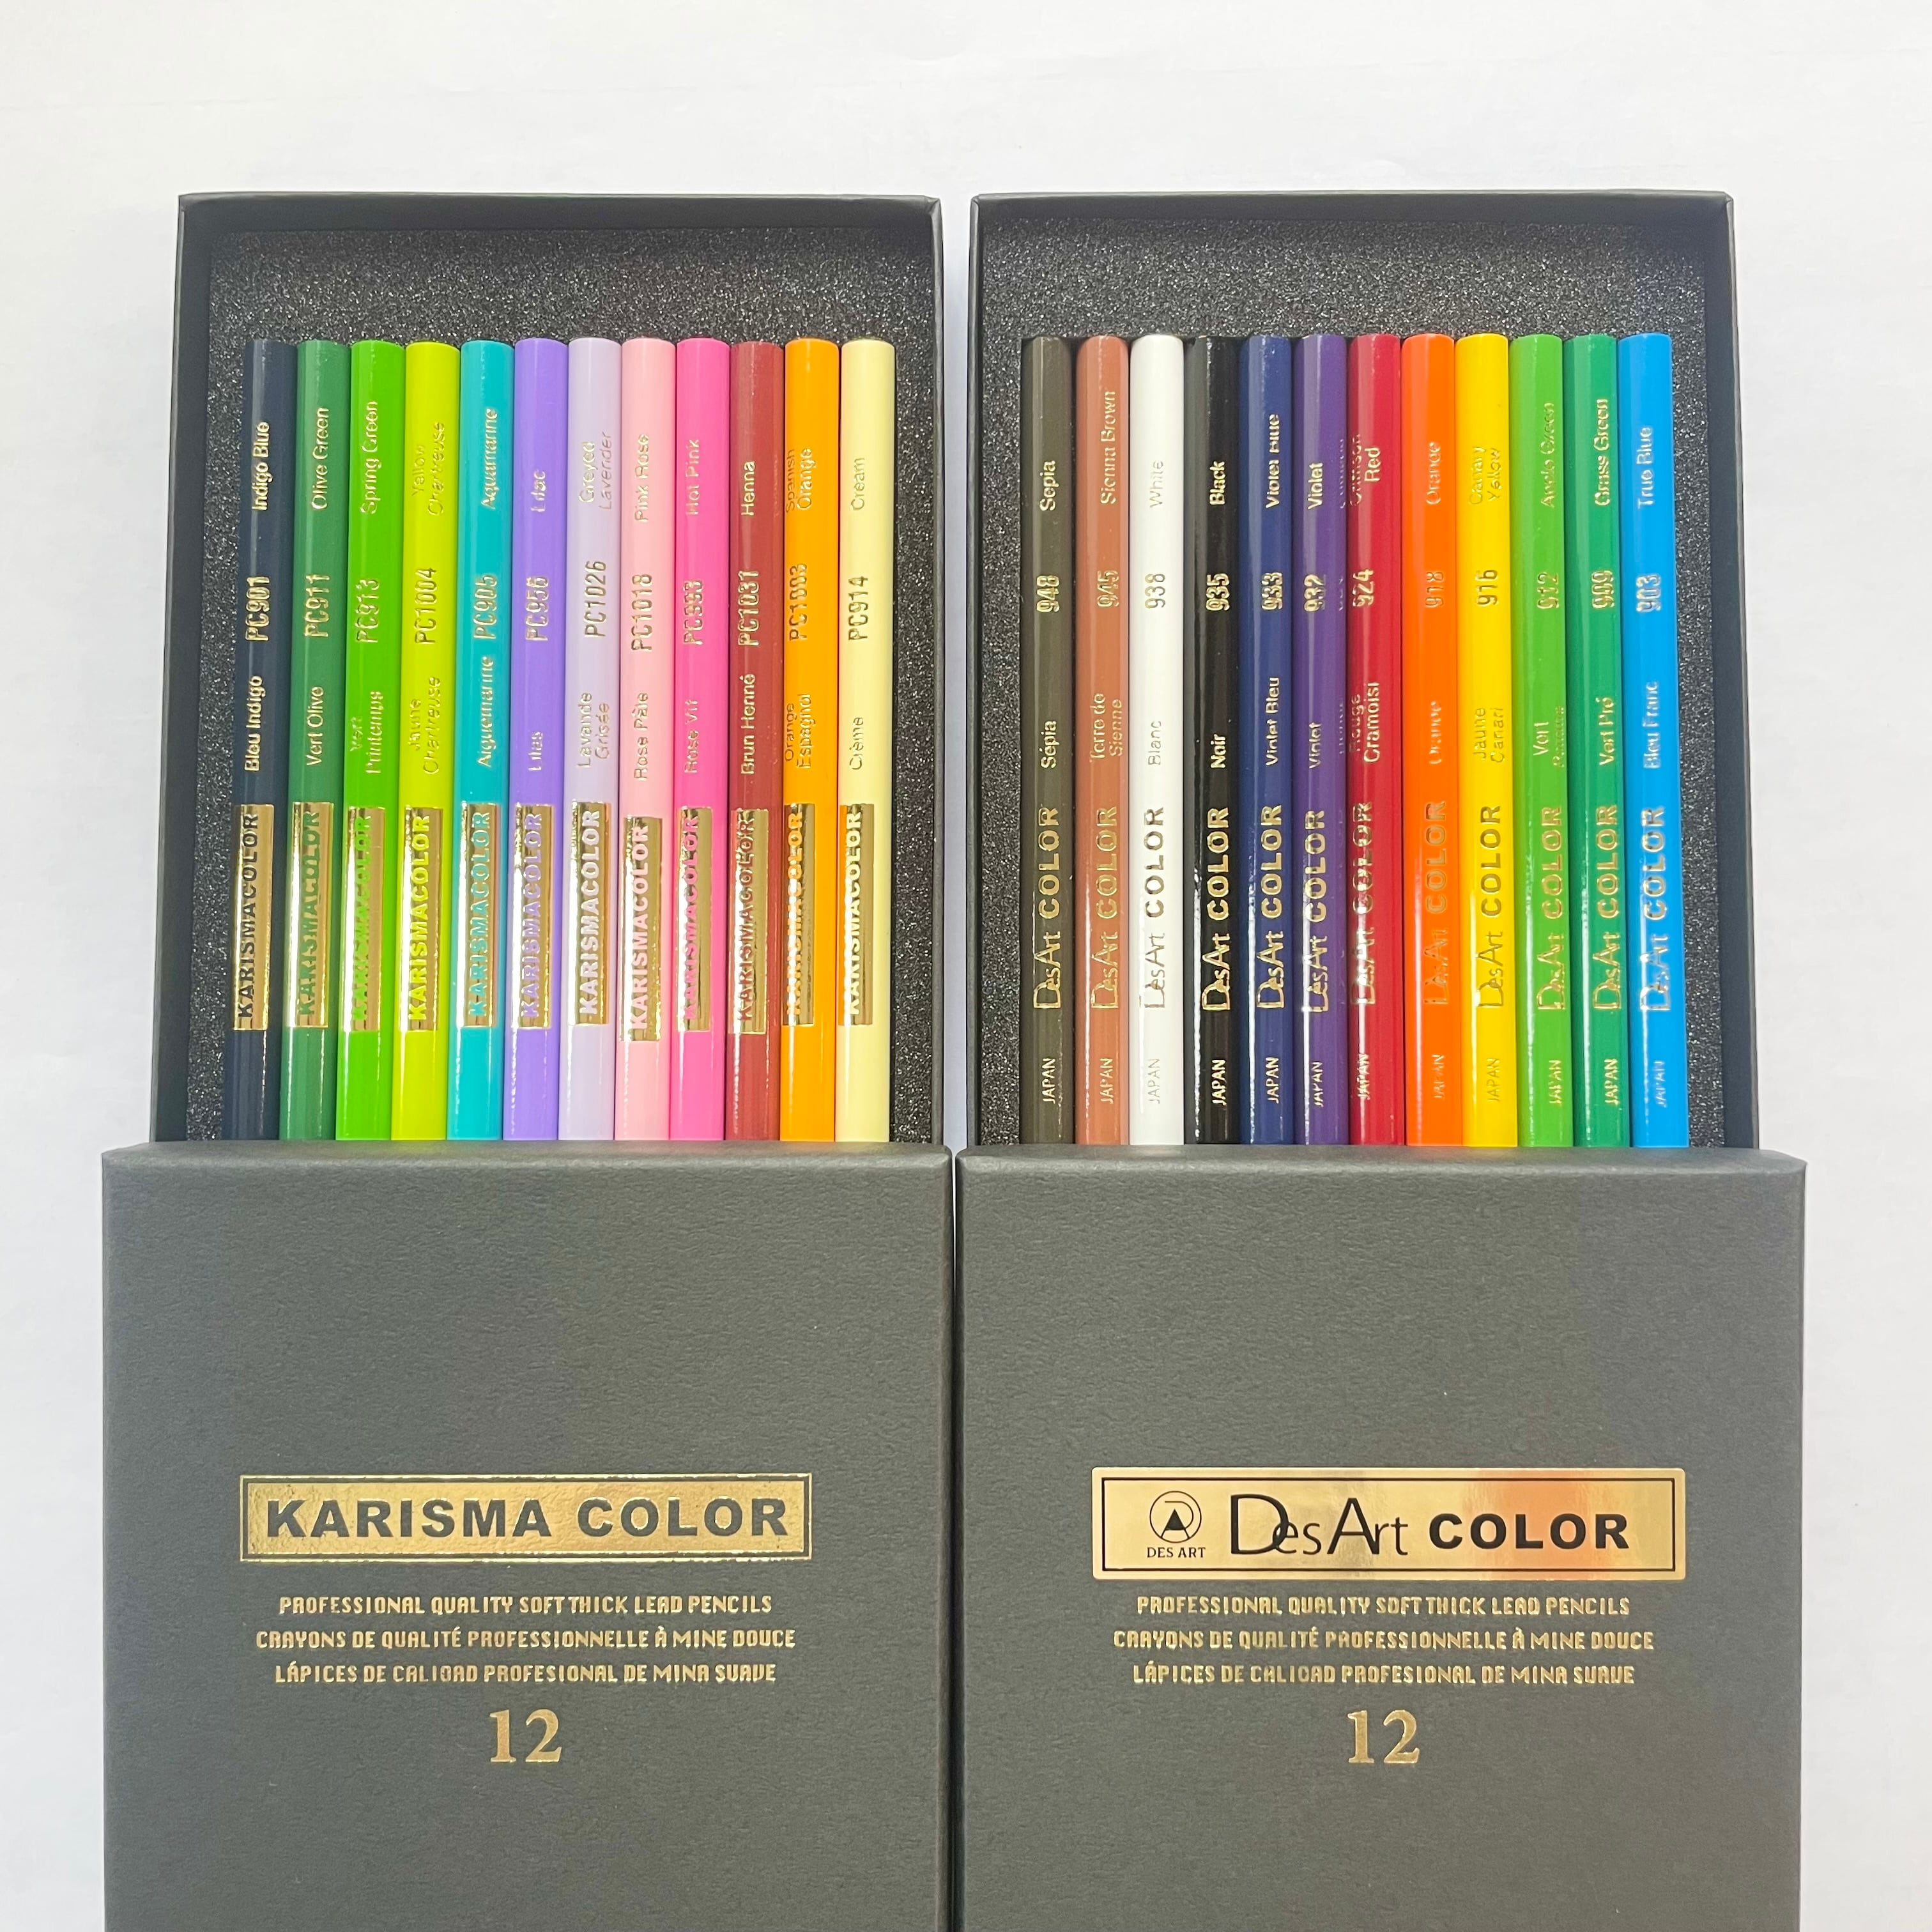 Indigo Blue PC901 Bleu Indigo KARISMACOLOR
Olive Green PC911 Vert Olive KARISMACOLOR
Spring Green PC913 Vert
Printemps KARISMACOLOR
Yellow
Chartreuse PC1004 Jaune
Chartreuse KARISMACOLOR
Aquamarine PC905 Aiguemarine KARISMACOLOR
Lilac PC956 Lilas KARISMACOLOR
Greyed
Lavender PC1026 Lavande
Grisée KARISMACOLOR
Pink Rose PC1018 Rose Pâle KARISMACOLOR
Hot Pink PC993 Rose Vif KARISMACOLOR
Henna PC1031 Brun Henné KARISMACOLOR
Spanish
Orange PC1003 Orange
Espagnol KARISMACOLOR
Cream PC914 Crème KARISMACOLOR
Sepia 948 Sépia DesArt COLOR JAPAN
Sienna Brown 945 Terre de
Sienne DesArt COLOR JAPAN
White 938 Blanc DesArt COLOR JAPAN
Black 935 Noir DesArt COLOR JAPAN
Violet Blue 933 Violet Bleu DesArt COLOR JAPAN
Violet 932 Violet DesArt COLOR JAPAN
Crimson
Red 924 Rouge
Cramoisi DesArt COLOR JAPAN
Orange 918 Orange DesArt COLOR JAPAN
Canary
Yellow 916 Jaune
Canari DesArt COLOR JAPAN
Apple Green 912 Vert
DesArt COLOR JAPAN
Grass Green 909 Vert Pré DesArt COLOR JAPAN
True Blue 903 Bleu Franc DesArt COLOR JAPAN
KARISMA COLOR
PROFESSIONAL QUALITY SOFT THICK LEAD PENCILS
CRAYONS DE QUALITÉ PROFESSIONNELLE À MINE DOUCE
LÁPICES DE CALIDAD PROFESIONAL DE MINA SUAVE
12
DES ART
DesArt COLOR
PROFESSIONAL QUALITY SOFT THICK LEAD PENCILS
CRAYONS DE QUALITÉ PROFESSIONNELLE À MINE DOUCE
LÁPICES DE CALIDAD PROFESIONAL DE MINA SUAVE
12